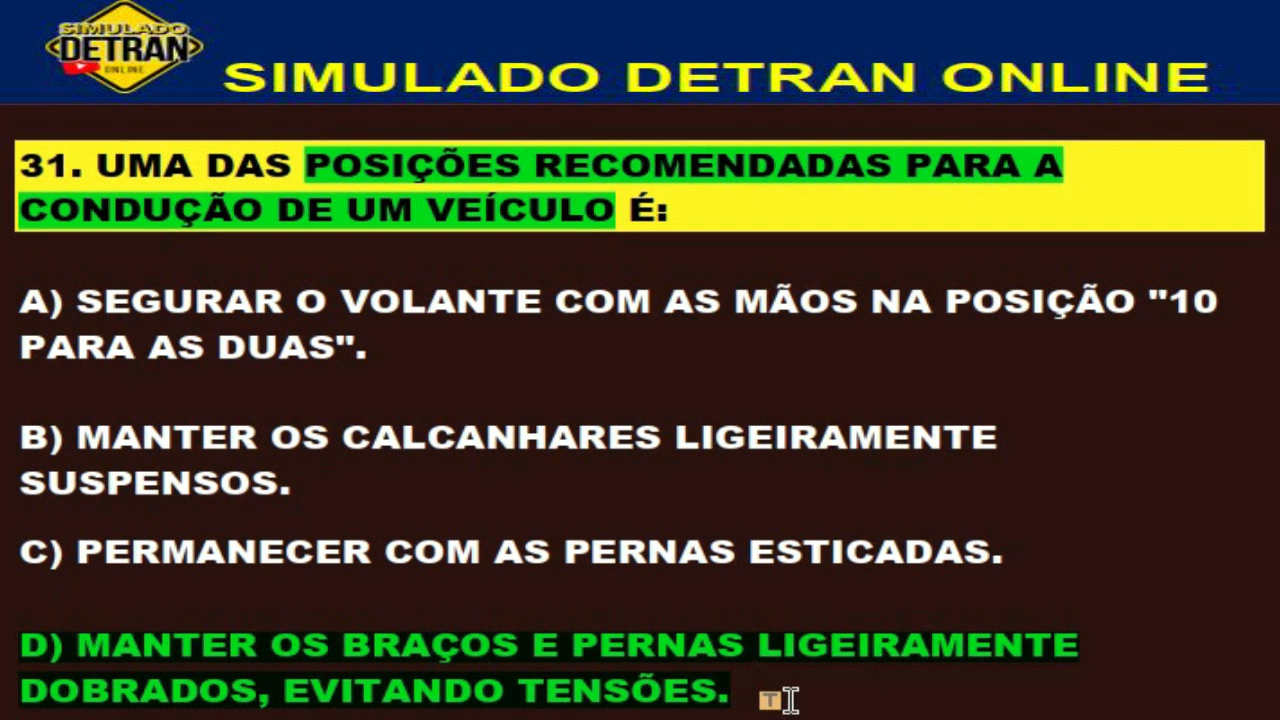 SIMULADO
DETRAN
ONLINE
SIMULADO DETRAN ONLINE
31. UMA DAS POSIÇÕES RECOMENDADAS PARA A
CONDUÇÃO DE UM VEÍCULO É:
A) SEGURAR O VOLANTE COM AS MÃOS NA POSIÇÃO "10
PARA AS DUAS".
B) MANTER OS CALCANHARES LIGEIRAMENTE
SUSPENSOS.
C) PERMANECER COM AS PERNAS ESTICADAS.
D) MANTER OS BRAÇOS E PERNAS LIGEIRAMENTE
DOBRADOS, EVITANDO TENSÕES.
T